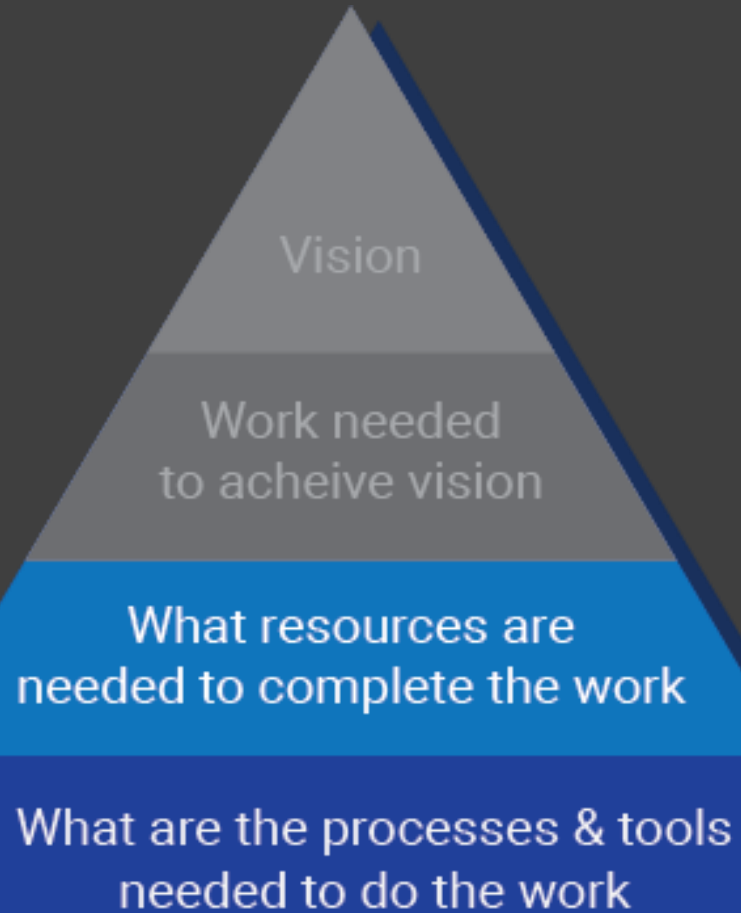 Vision
Work needed
to acheive vision
What resources are
needed to complete the work
What are the processes & tools
needed to do the work